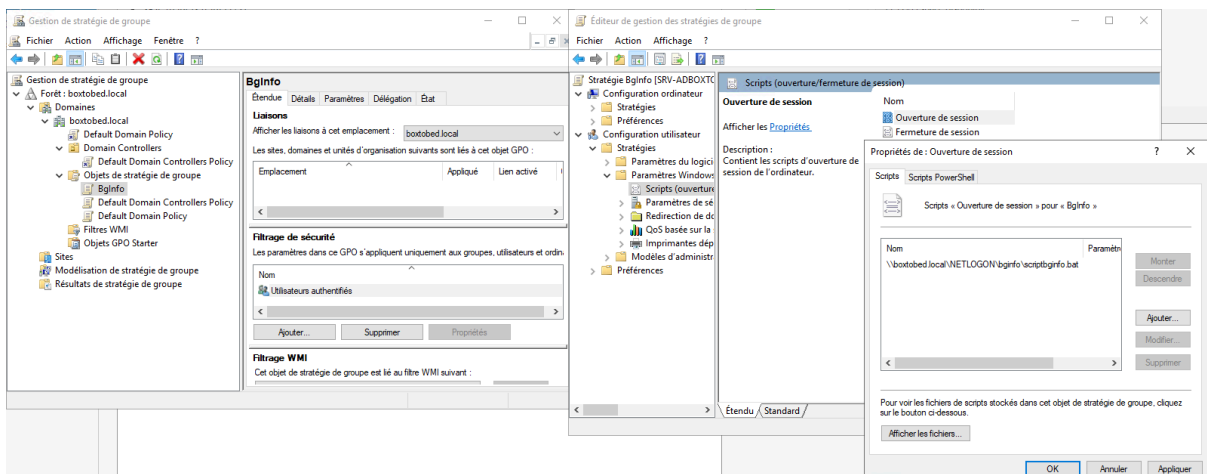 Gestion de stratégie de groupe
Fichier Action Affichage Fenêtre ?
Gestion de stratégie de groupe
Forêt : boxtobed.local
Domaines
boxtobed.local
Default Domain Policy
Domain Controllers
Default Domain Controllers Policy
Objets de stratégie de groupe
BgInfo
Default Domain Controllers Policy
Default Domain Policy
Filtres WMI
Objets GPO Starter
Sites
Modélisation de stratégie de groupe
Résultats de stratégie de groupe
BgInfo
Étendue Détails Paramètres Délégation État
Liaisons
Afficher les liaisons à cet emplacement : boxtobed.local
Les sites, domaines et unités d'organisation suivants sont liés à cet objet GPO :
Emplacement Appliqué Lien activé
Filtrage de sécurité
Les paramètres dans ce GPO s'appliquent uniquement aux groupes, utilisateurs et ordin
Nom
Utilisateurs authentifiés
Ajouter... Supprimer Propriétés
Filtrage WMI
Cet objet de stratégie de groupe est lié au filtre WMI suivant :
Éditeur de gestion des stratégies de groupe
Fichier Action Affichage ?
Stratégie BgInfo [SRV-ADBOXTO
Configuration ordinateur
Stratégies
Préférences
Configuration utilisateur
Stratégies
Paramètres du logici
Paramètres Windows
Scripts (ouverture
Paramètres de sé
Redirection de do
QoS basée sur la
Imprimantes dép
Modèles d'administr
Préférences
Scripts (ouverture/fermeture de session)
Ouverture de session
Afficher les Propriétés
Description :
Contient les scripts d'ouverture de
session de l'ordinateur.
Nom
Ouverture de session
Fermeture de session
Étendu Standard
Propriétés de : Ouverture de session ?
Scripts Scripts PowerShell
Scripts « Ouverture de session » pour « BgInfo »
Nom Paramètr
\\boxtobed.local\NETLOGON\bginfo\scriptbginfo.bat
Monter
Descendre
Ajouter...
Modifier...
Supprimer
Pour voir les fichiers de scripts stockés dans cet objet de stratégie de groupe, cliquez
sur le bouton ci-dessous.
Afficher les fichiers...
OK Annuler Appliquer